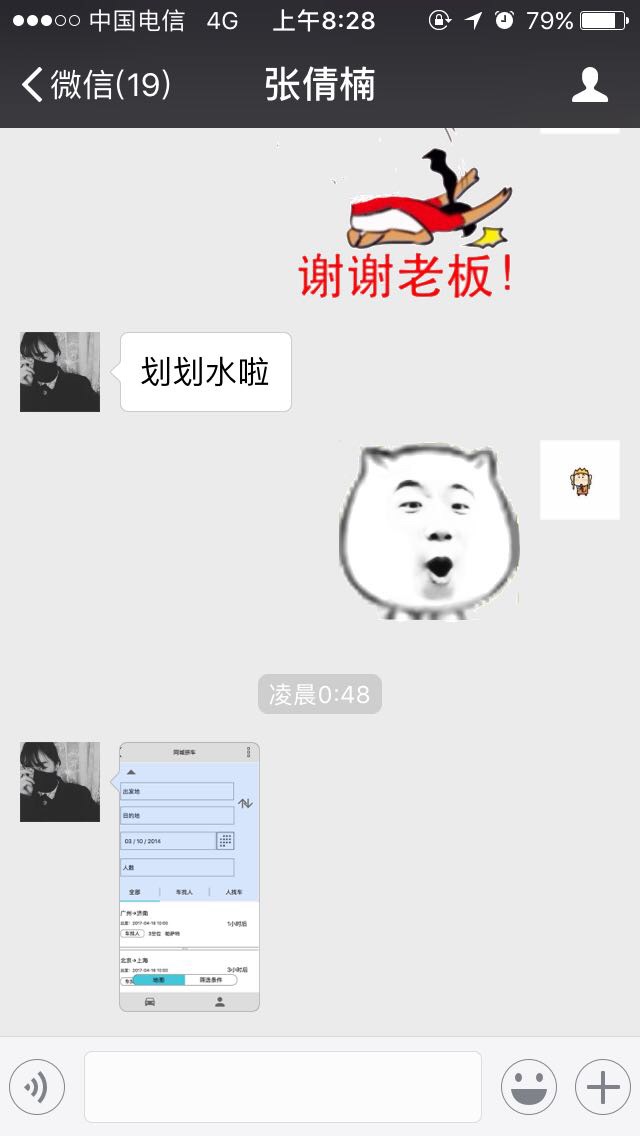 中国电信 4G 上午8:28 79%
微信(19) 张倩楠
谢谢老板!
划划水啦
凌晨0:48
同城拼车
出发地
目的地
03 / 10 / 2014
人数
全部 车找人 人找车
广州→济南
出发：2017-04-18 10:00 1小时后
车找人 3空位 帕萨特
北京→上海
出发：2017-04-18 10:00 3小时后
地图 筛选条件